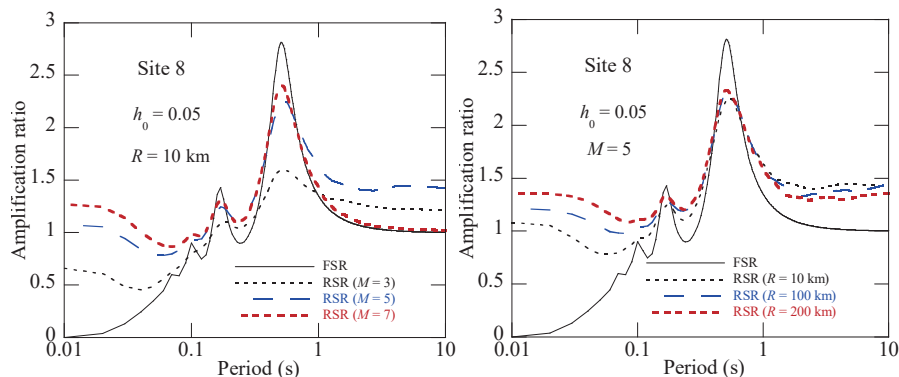 3
2.5
2
1.5
1
0.5
0
Amplification ratio
Site 8
h0 = 0.05
R = 10 km
FSR
RSR (M = 3)
RSR (M = 5)
RSR (M = 7)
0.01
0.1
1
10
Period (s)
3
2.5
2
1.5
1
0.5
0
Amplification ratio
Site 8
h0 = 0.05
M = 5
FSR
RSR (R = 10 km)
RSR (R = 100 km)
RSR (R = 200 km)
0.01
0.1
1
10
Period (s)